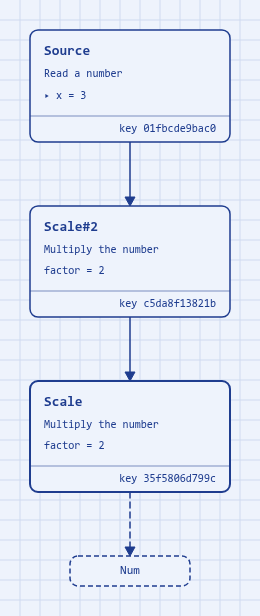 Source
Read a number
▸ x = 3
key 01fbcde9bac0
Scale#2
Multiply the number
factor = 2
key c5da8f13821b
Scale
Multiply the number
factor = 2
key 35f5806d799c
Num